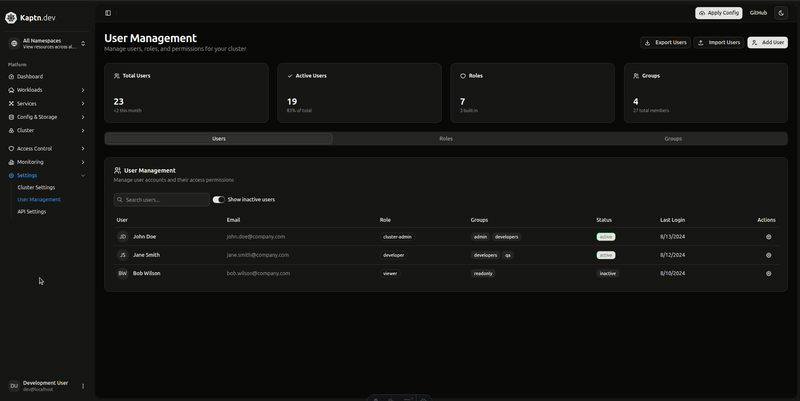 Kaptn.dev
Apply Config
GitHub
All Namespaces
View resources across al...
Platform
Dashboard
Workloads
Services
Config & Storage
Cluster
Access Control
Monitoring
Settings
Cluster Settings
User Management
API Settings
DU
Development User
dev@localhost
User Management
Manage users, roles, and permissions for your cluster
Export Users
Import Users
Add User
Total Users
23
+2 this month
Active Users
19
83% of total
Roles
7
3 built-in
Groups
4
27 total members
Users
Roles
Groups
User Management
Manage user accounts and their access permissions
Search users...
Show inactive users
User Email Role Groups Status Last Login Actions
JD John Doe john.doe@company.com cluster-admin admin developers active 8/13/2024
JS Jane Smith jane.smith@company.com developer developers qa active 8/12/2024
BW Bob Wilson bob.wilson@company.com viewer readonly inactive 8/10/2024